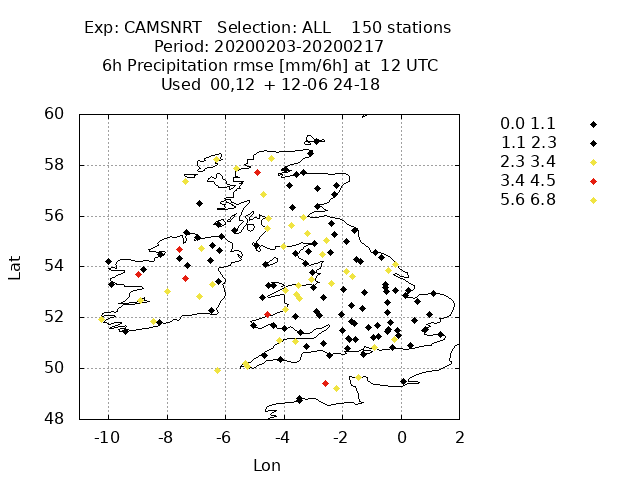 Exp: CAMSNRT   Selection: ALL    150 stations
Period: 20200203-20200217
6h Precipitation rmse [mm/6h] at  12 UTC
Used  00,12  + 12-06 24-18
60
58
56
54
52
50
48
Lat
-10 -8 -6 -4 -2 0 2
Lon
0.0 1.1
1.1 2.3
2.3 3.4
3.4 4.5
5.6 6.8